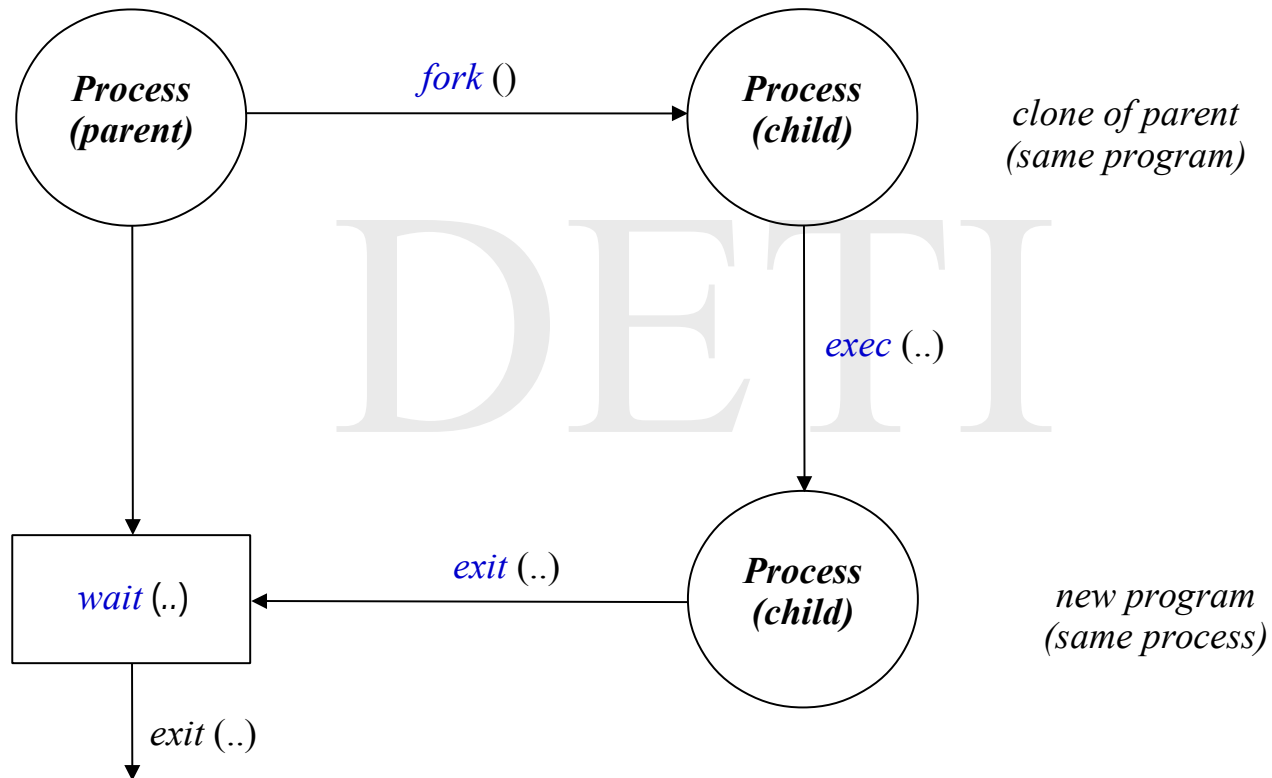 Process
(parent)
fork ()
Process
(child)
clone of parent
(same program)
DETI
exec (..)
wait (..)
exit (..)
Process
(child)
new program
(same process)
exit (..)